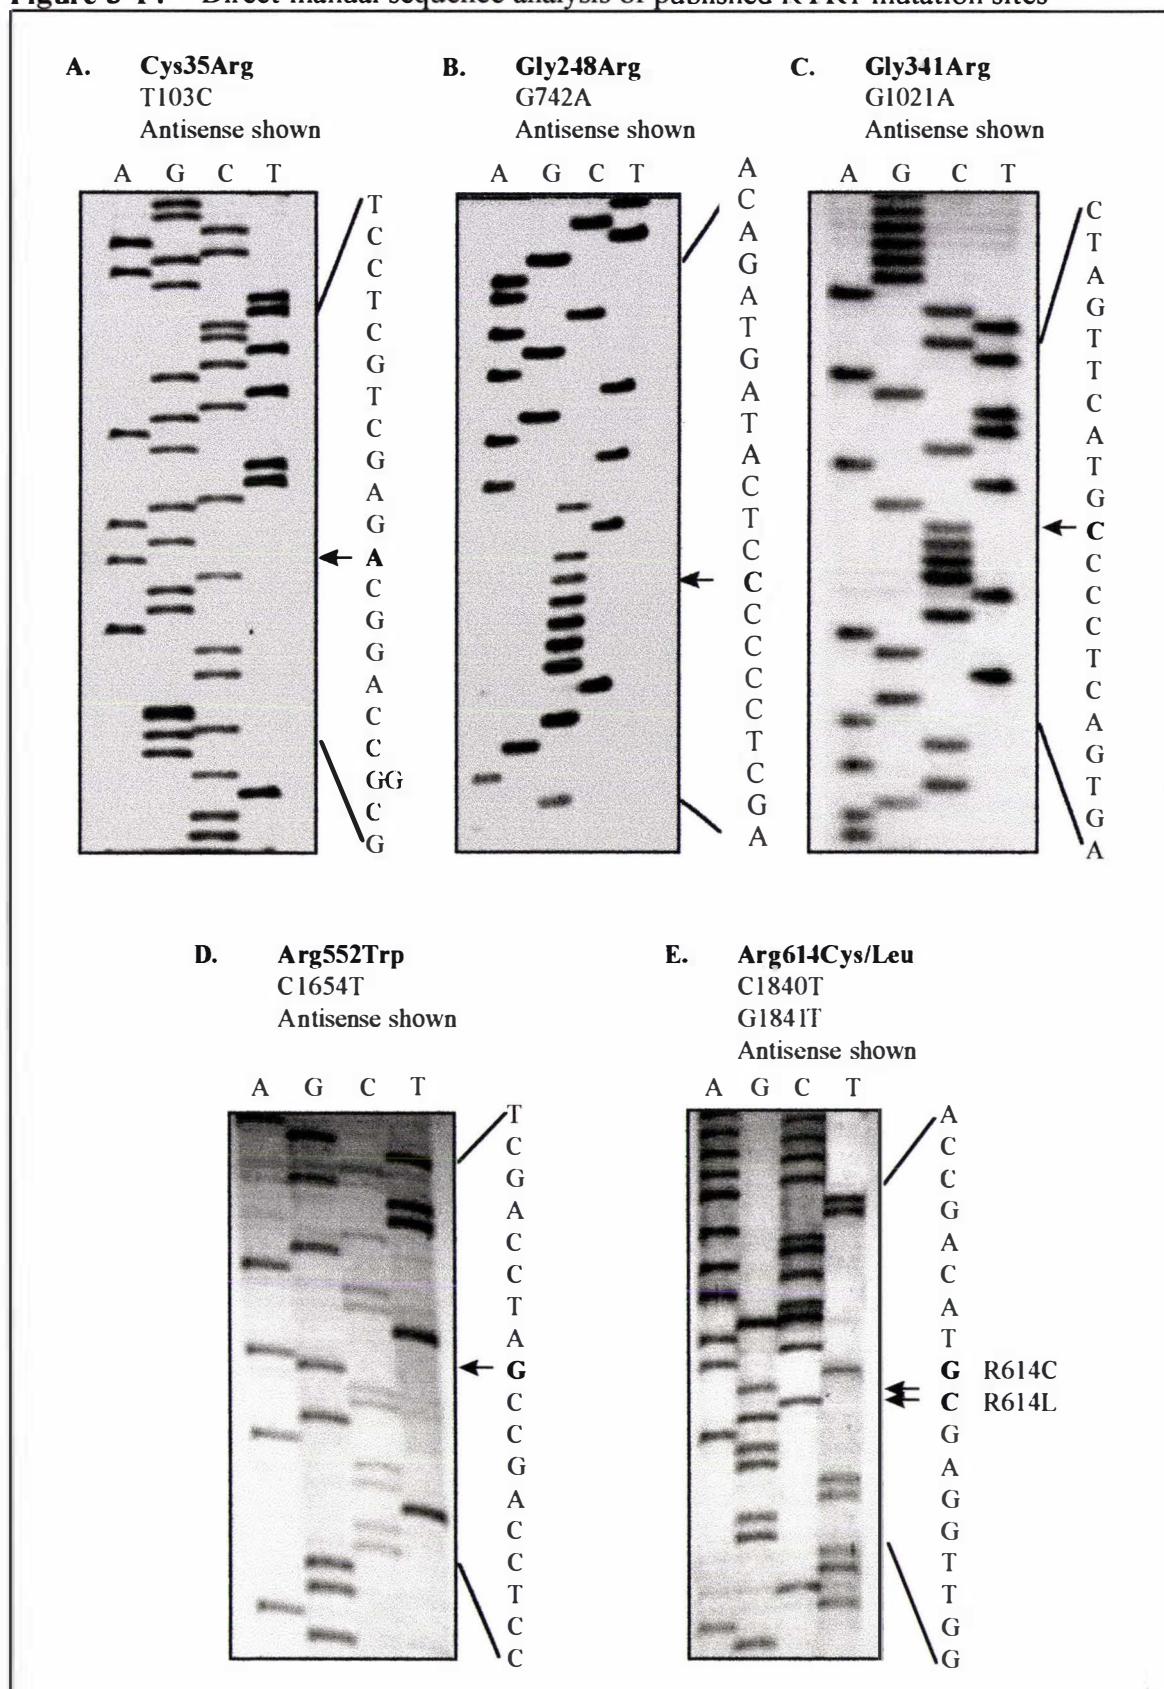 Figure 3-14. Direct manual sequence analysis of published RYR1 mutation sites
A. Cys35Arg
T103C
Antisense shown
A G C T
T
C
C
T
C
G
T
C
G
A
G
A
C
G
G
A
C
C
GG
C
G
B. Gly248Arg
G742A
Antisense shown
A G C T
A
C
A
G
A
T
G
A
T
A
C
T
C
C
C
C
C
C
T
C
G
A
C. Gly341Arg
G1021A
Antisense shown
A G C T
C
T
A
G
T
T
C
A
T
G
C
C
C
C
T
C
A
G
T
G
A
D. Arg552Trp
C1654T
Antisense shown
A G C T
T
C
G
A
C
C
T
A
G
C
C
G
A
C
C
T
C
C
E. Arg614Cys/Leu
C1840T
G1841T
Antisense shown
A G C T
A
C
C
G
A
C
A
T
G R614C
C R614L
G
A
G
G
T
T
G
G